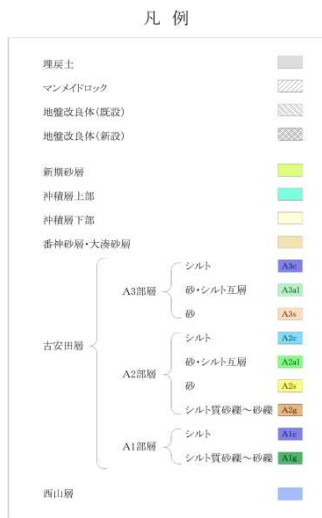 凡 例
埋戻土
マンメイドロック
地盤改良体(既設)
地盤改良体(新設)
新期砂層
沖積層上部
沖積層下部
番神砂層・大湊砂層
古安田層
A3部層
シルト A3c
砂・シルト互層 A3al
砂 A3s
A2部層
シルト A2c
砂・シルト互層 A2al
砂 A2s
シルト質砂礫～砂礫 A2g
A1部層
シルト A1c
シルト質砂礫～砂礫 A1g
西山層